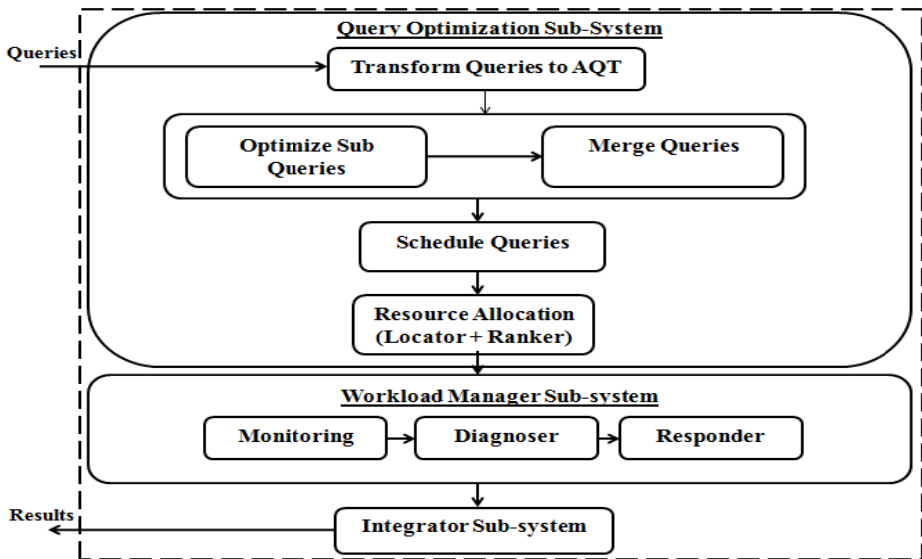 Query Optimization Sub-System
Queries
Transform Queries to AQT
Optimize Sub
Queries
Merge Queries
Schedule Queries
Resource Allocation
(Locator + Ranker)
Workload Manager Sub-system
Monitoring
Diagnoser
Responder
Results
Integrator Sub-system